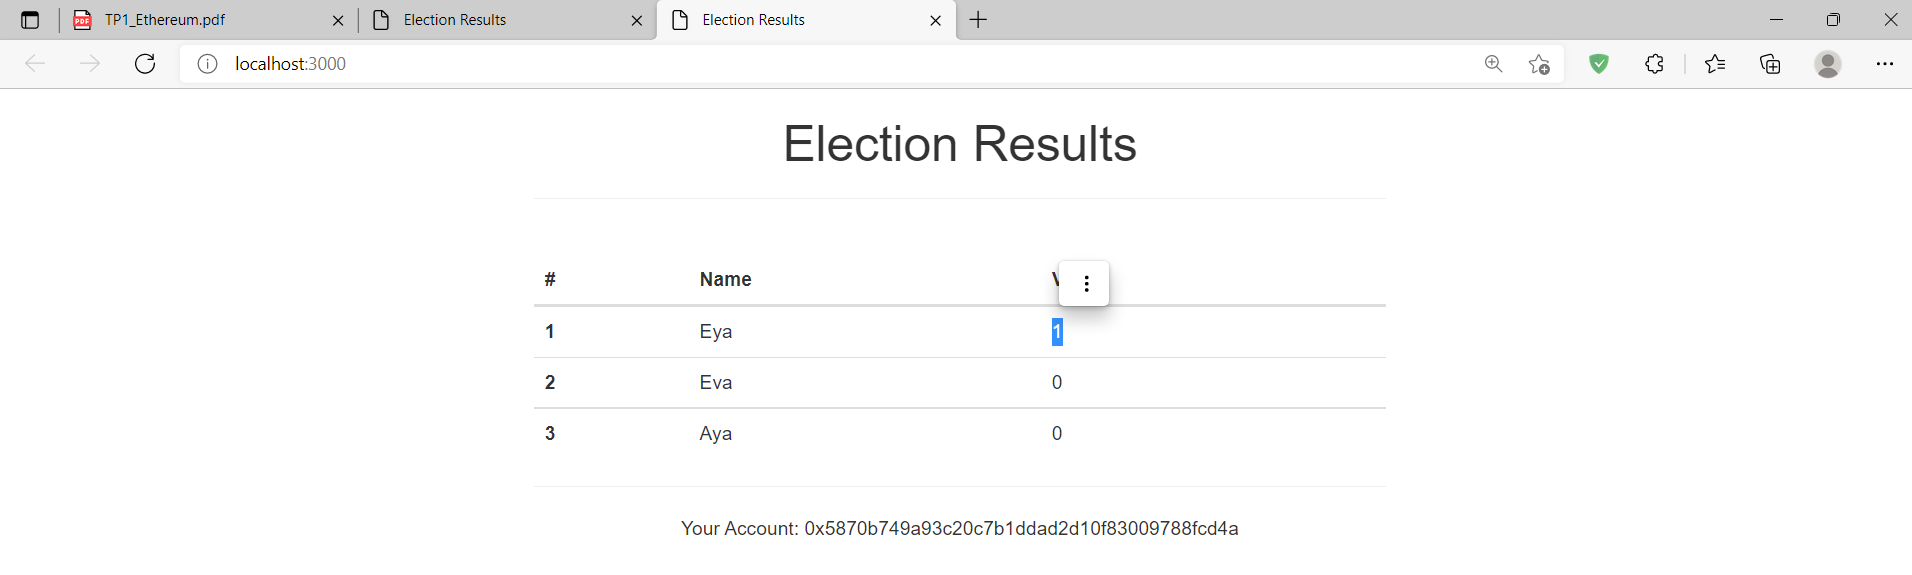 TP1_Ethereum.pdf
Election Results
Election Results
localhost:3000
Election Results
# Name
1 Eya 1
2 Eva 0
3 Aya 0
Your Account: 0x5870b749a93c20c7b1ddad2d10f83009788fcd4a